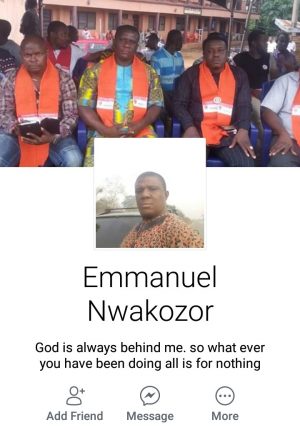 Emmanuel
Nwakozor
God is always behind me. so what ever
you have been doing all is for nothing
Add Friend
Message
More